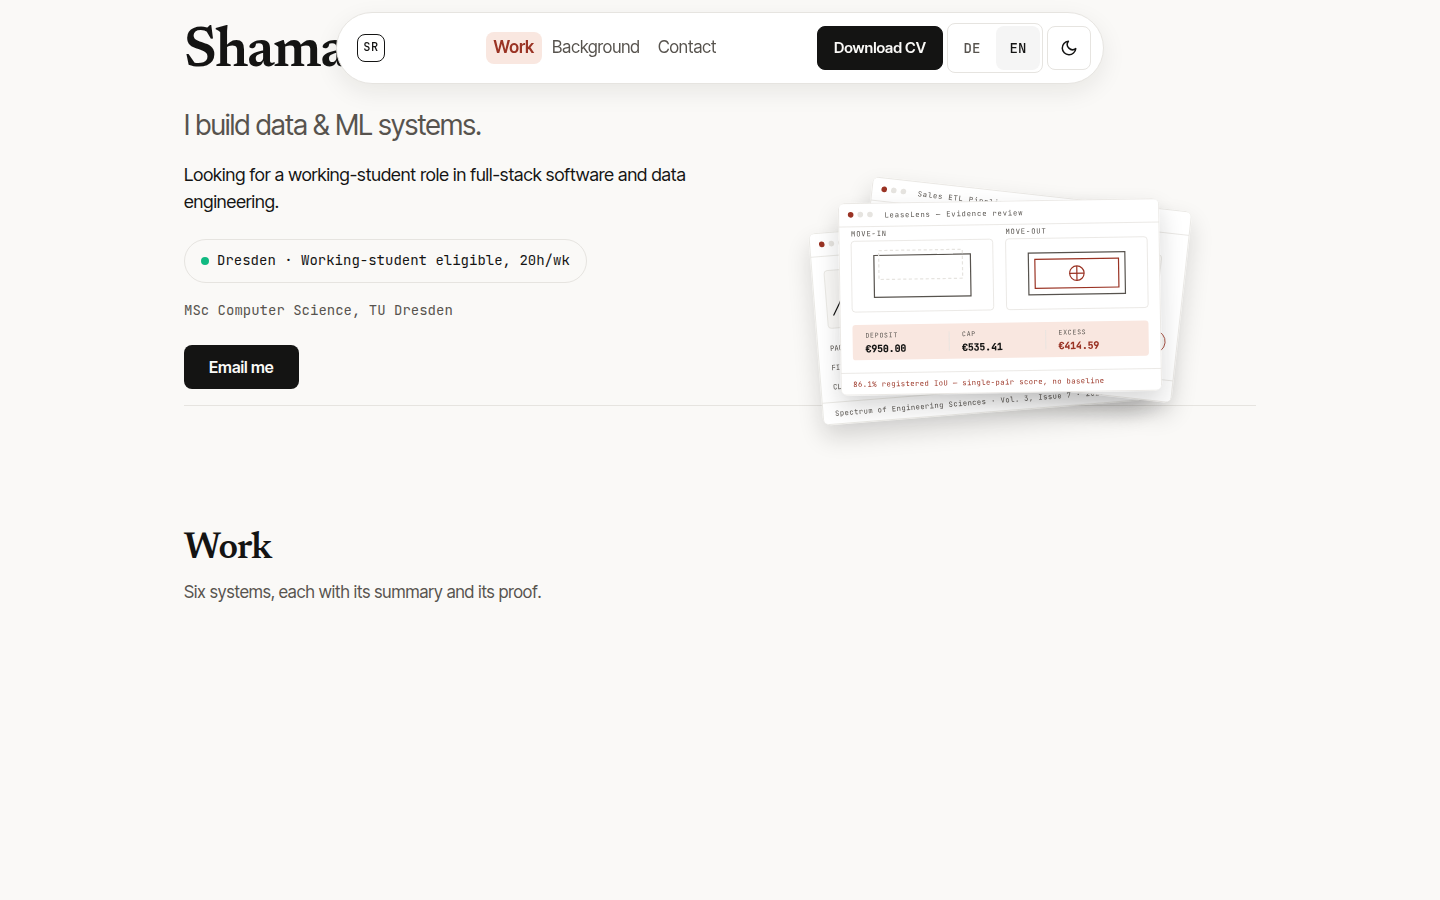 Shama
SR
Work
Background
Contact
Download CV
DE
EN
I build data & ML systems.
Looking for a working-student role in full-stack software and data
engineering.
Dresden · Working-student eligible, 20h/wk
MSc Computer Science, TU Dresden
Email me
Sales ETL
LeaseLens — Evidence review
MOVE-IN
MOVE-OUT
DEPOSIT
CAP
EXCESS
€950.00
€535.41
€414.59
86.1% registered IoU — single-pair score, no baseline
Spectrum of Engineering Sciences · Vol. 3, Issue 7 ·
Work
Six systems, each with its summary and its proof.